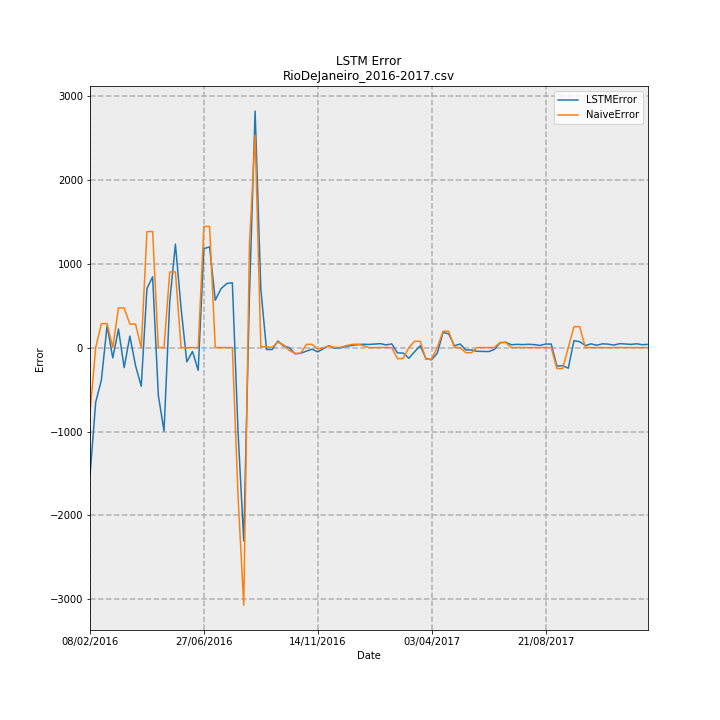 LSTM Error
RioDeJaneiro_2016-2017.csv
LSTMError
NaiveError
3000
2000
1000
0
−1000
−2000
−3000
Error
08/02/2016
27/06/2016
14/11/2016
03/04/2017
21/08/2017
Date